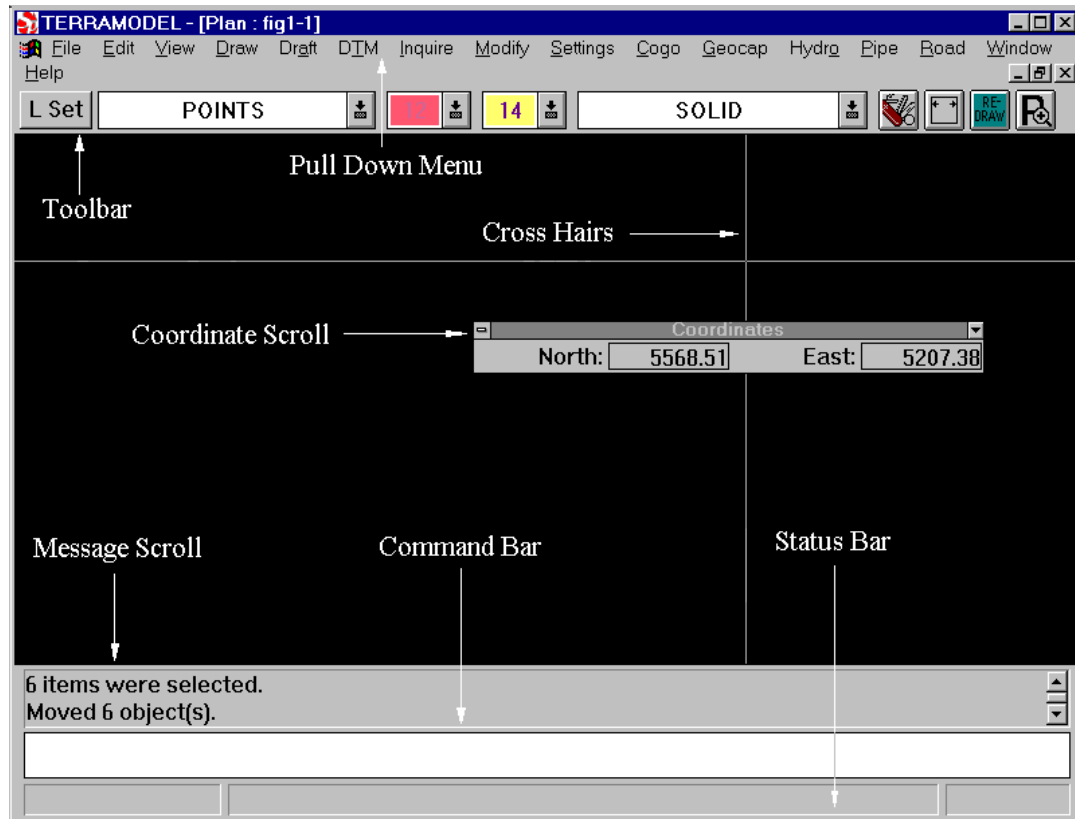 TERRAMODEL - [Plan : fig1-1]
File Edit View Draw Draft DTM Inquire Modify Settings Cogo Geocap Hydro Pipe Road Window
Help
L Set POINTS 12 14 SOLID RE-
DRAW
Pull Down Menu
Toolbar
Cross Hairs
Coordinate Scroll
Coordinates
North: 5568.51 East: 5207.38
Message Scroll
Command Bar
Status Bar
6 items were selected.
Moved 6 object(s).